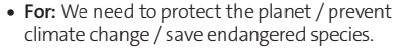 • For: We need to protect the planet / prevent
climate change / save endangered species.